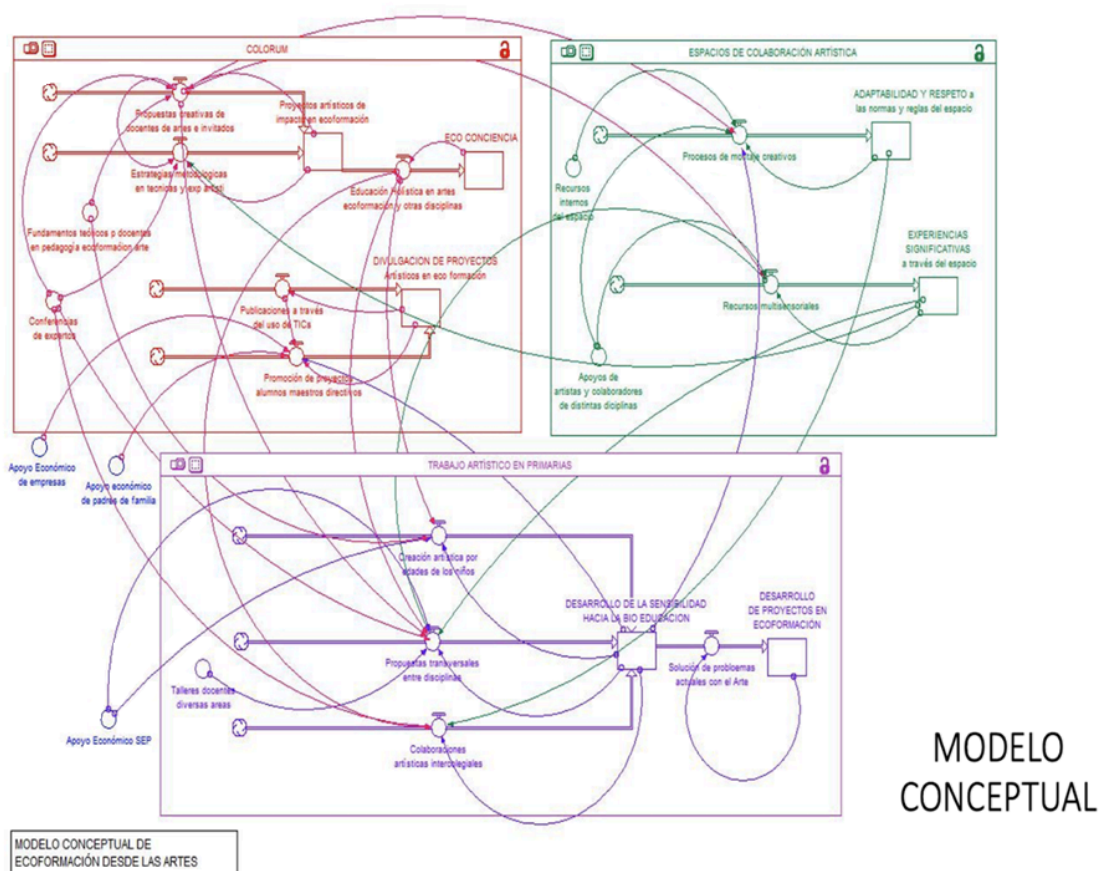 COLORUM
Propuestas creativas de
docentes de artes e invitados
Proyectos artísticos de
impacto en ecoformación
ECO CONCIENCIA
Estrategias metodologicas
en tecnicas y exp artisti
Educación Holística en artes
ecoformación y otras disciplinas
Fundamentos teóricos p docentes
en pedagogía ecoformacion arte
DIVULGACION DE PROYECTOS
Artísticos en eco formación
Publicaciones a través
del uso de TICs
Conferencias
de expertos
Promoción de proyectos
alumnos maestros directivos
Apoyo Económico
de empresas
Apoyo económico
de padres de familia
ESPACIOS DE COLABORACIÓN ARTÍSTICA
ADAPTABILIDAD Y RESPETO a
las normas y reglas del espacio
Procesos de montaje creativos
Recursos
internos
del espacio
EXPERIENCIAS
SIGNIFICATIVAS
a través del espacio
Recursos multisensoriales
Apoyos de
artistas y colaboradores
de distintas diciplinas
TRABAJO ARTÍSTICO EN PRIMARIAS
Creación artística por
edades de los niños
DESARROLLO DE LA SENSIBILIDAD
HACIA LA BIO EDUCACION
DESARROLLO
DE PROYECTOS EN
ECOFORMACIÓN
Propuestas transversales
entre disciplinas
Solución de probloemas
actuales con el Arte
Talleres docentes
diversas areas
Apoyo Económico SEP
Colaboraciones
artísticas intercolegiales
MODELO
CONCEPTUAL
MODELO CONCEPTUAL DE
ECOFORMACIÓN DESDE LAS ARTES